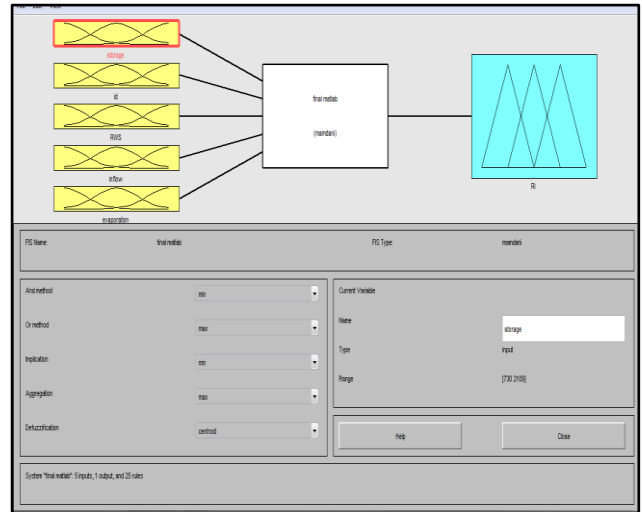 storage
id
RWS
inflow
evaporation
final matlab
(mamdani)
RI
FIS Name: final matlab FIS Type: mamdani
And method min
Or method max
Implication min
Aggregation max
Defuzzification centroid
Current Variable
Name storage
Type input
Range [730 2109]
Help Close
System "final matlab": 5 inputs, 1 output, and 25 rules